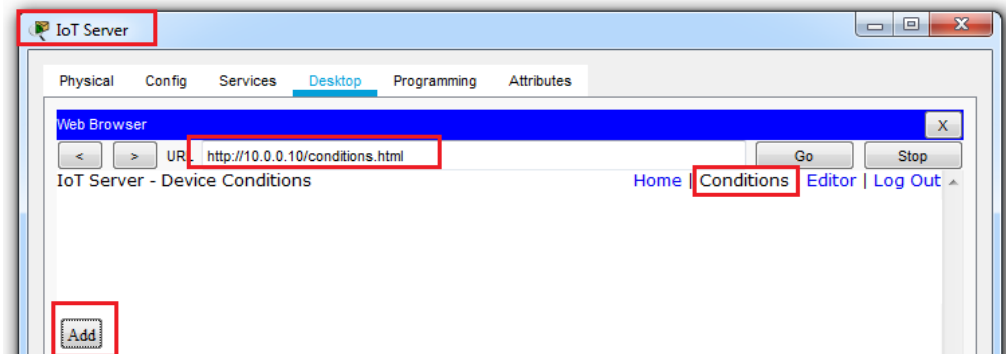 IoT Server
Physical Config Services Desktop Programming Attributes
Web Browser X
< > URL http://10.0.0.10/conditions.html Go Stop
IoT Server - Device Conditions Home | Conditions Editor | Log Out
Add